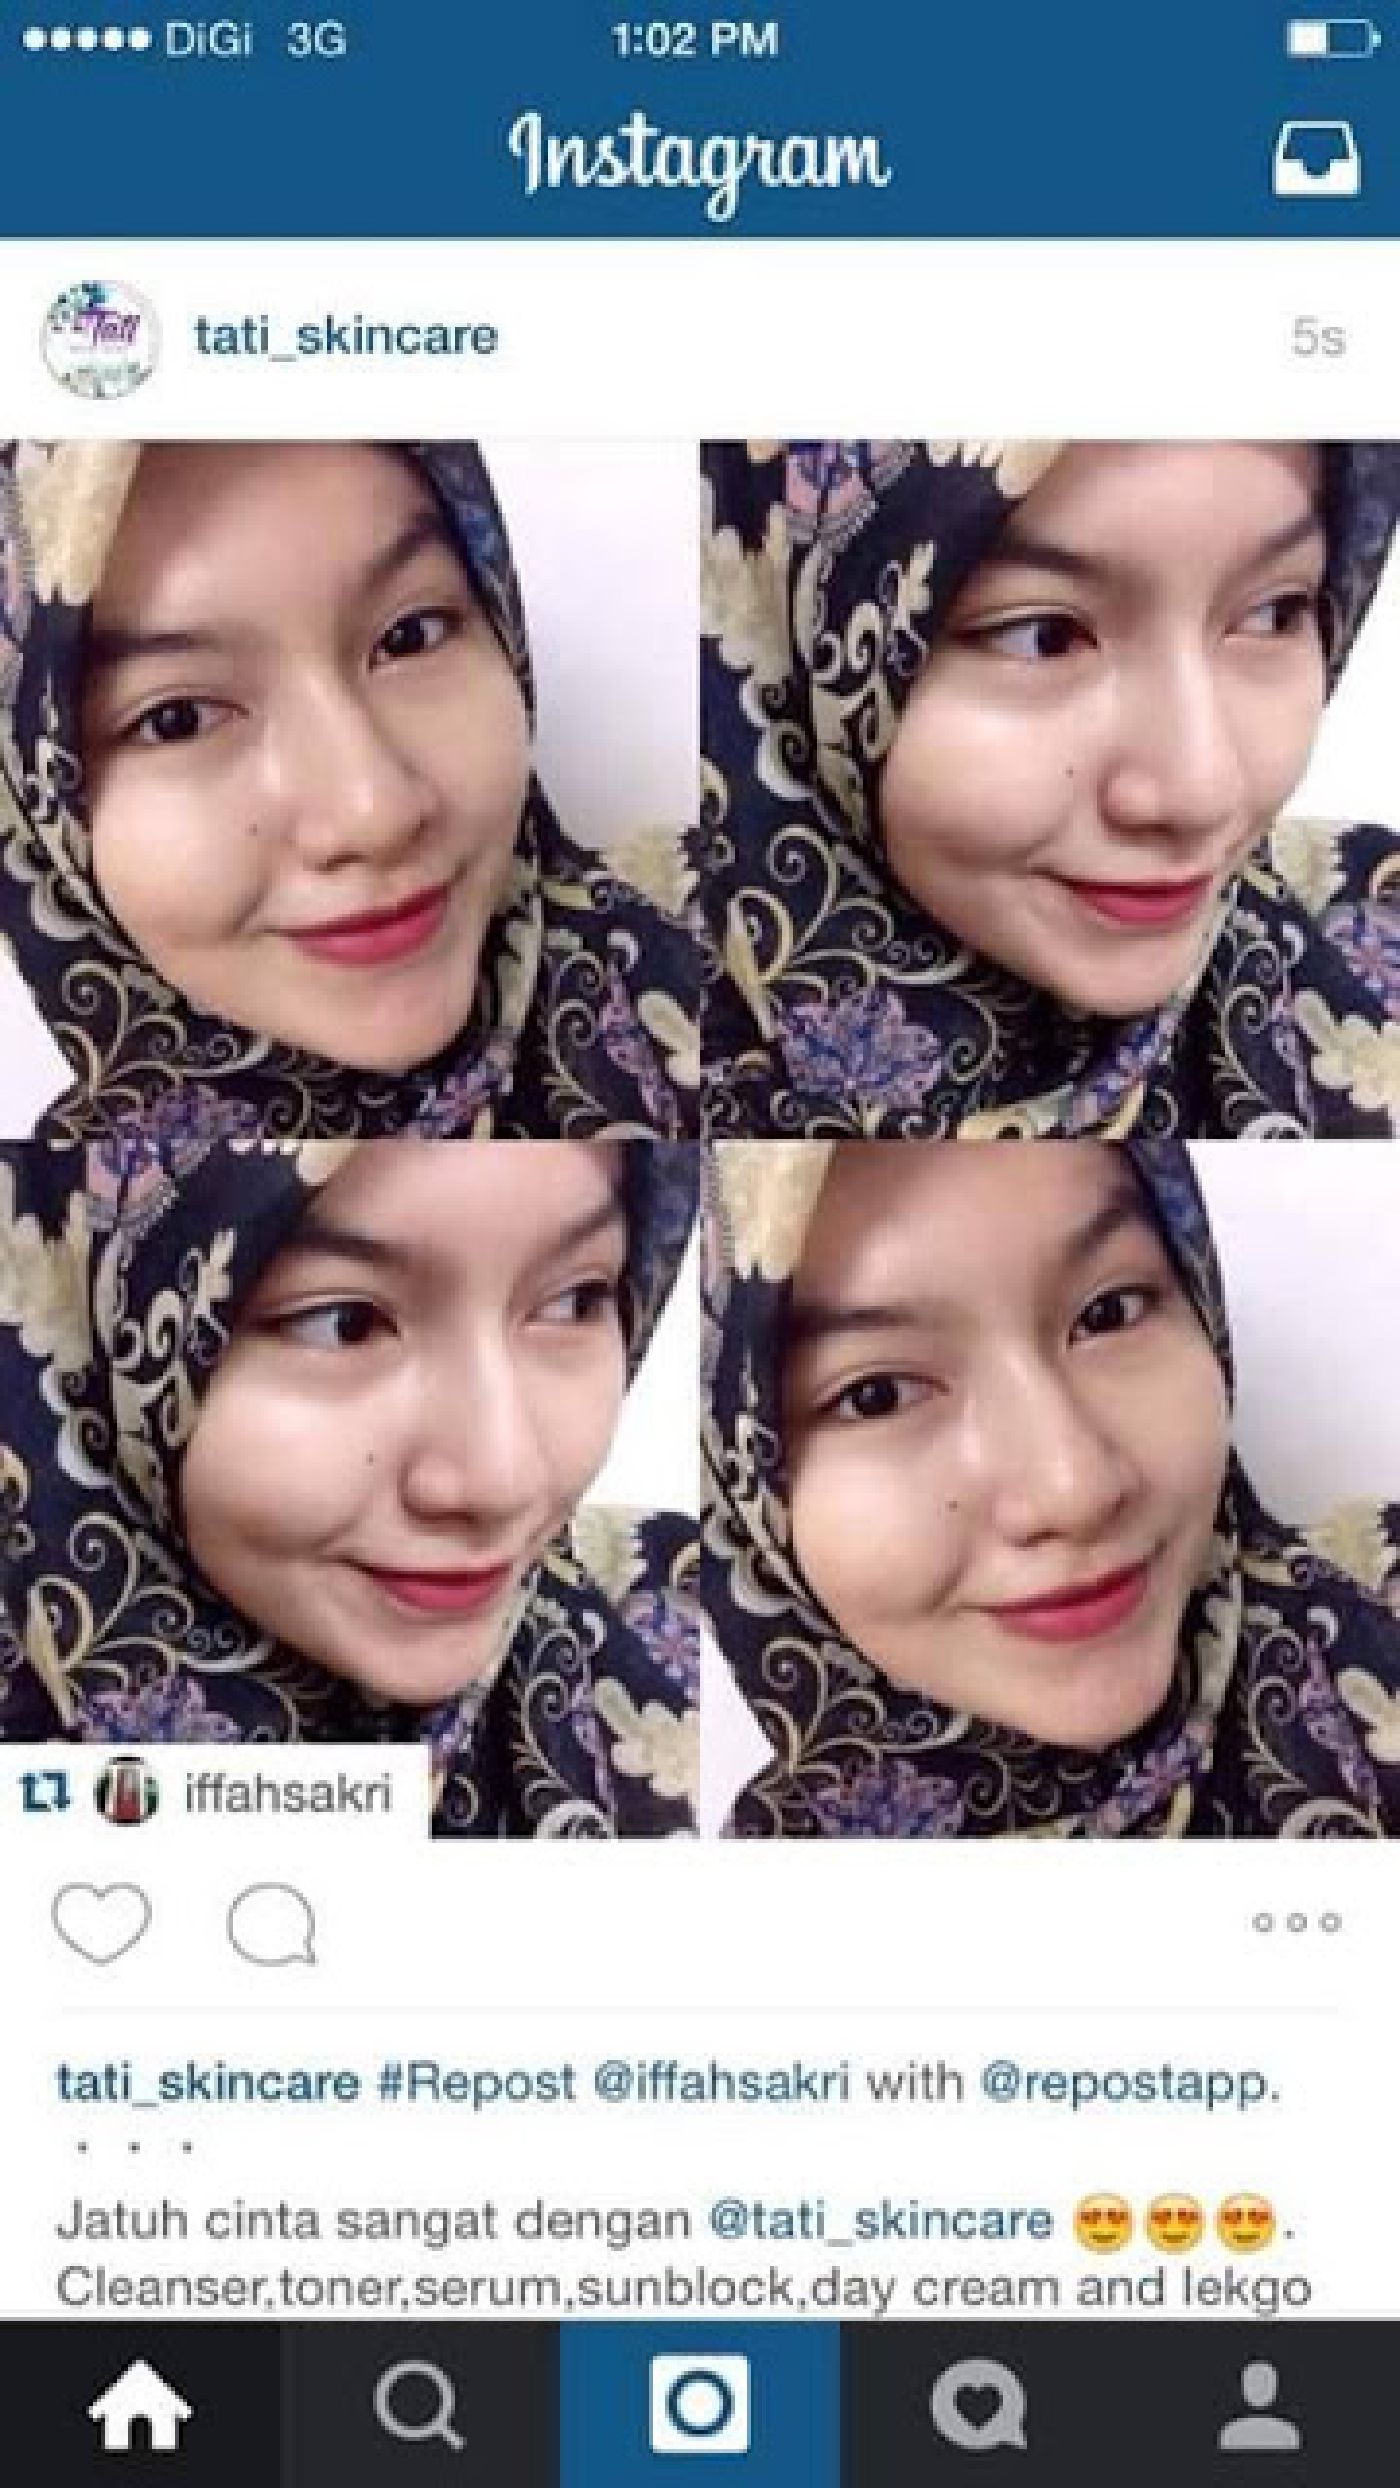 DiGi 3G 1:02 PM
Instagram
Tati
tati_skincare 5s
iffahsakri
tati_skincare #Repost @iffahsakri with @repostapp.
・・・
Jatuh cinta sangat dengan @tati_skincare 😍😍😍.
Cleanser,toner,serum,sunblock,day cream and lekgo